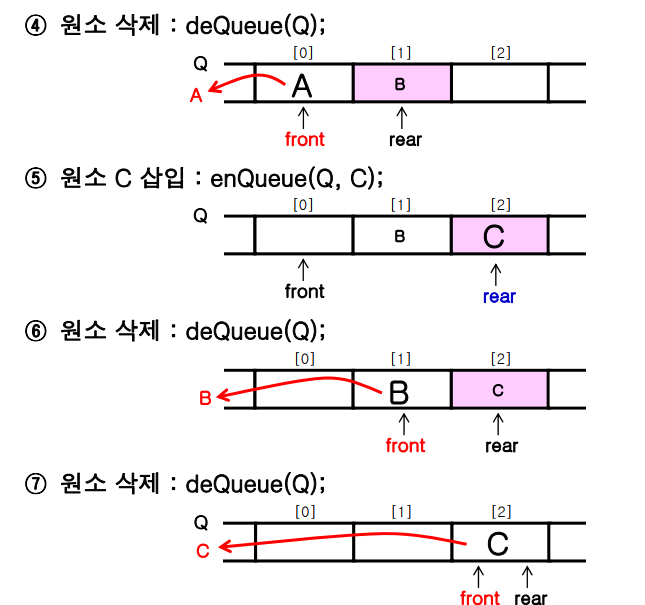 ④ 원소 삭제 : deQueue(Q);
[0] [1] [2]
Q
A A B
front rear
⑤ 원소 C 삽입 : enQueue(Q, C);
[0] [1] [2]
Q
B C
front rear
⑥ 원소 삭제 : deQueue(Q);
[0] [1] [2]
B B C
front rear
⑦ 원소 삭제 : deQueue(Q);
[0] [1] [2]
Q
C C
front rear